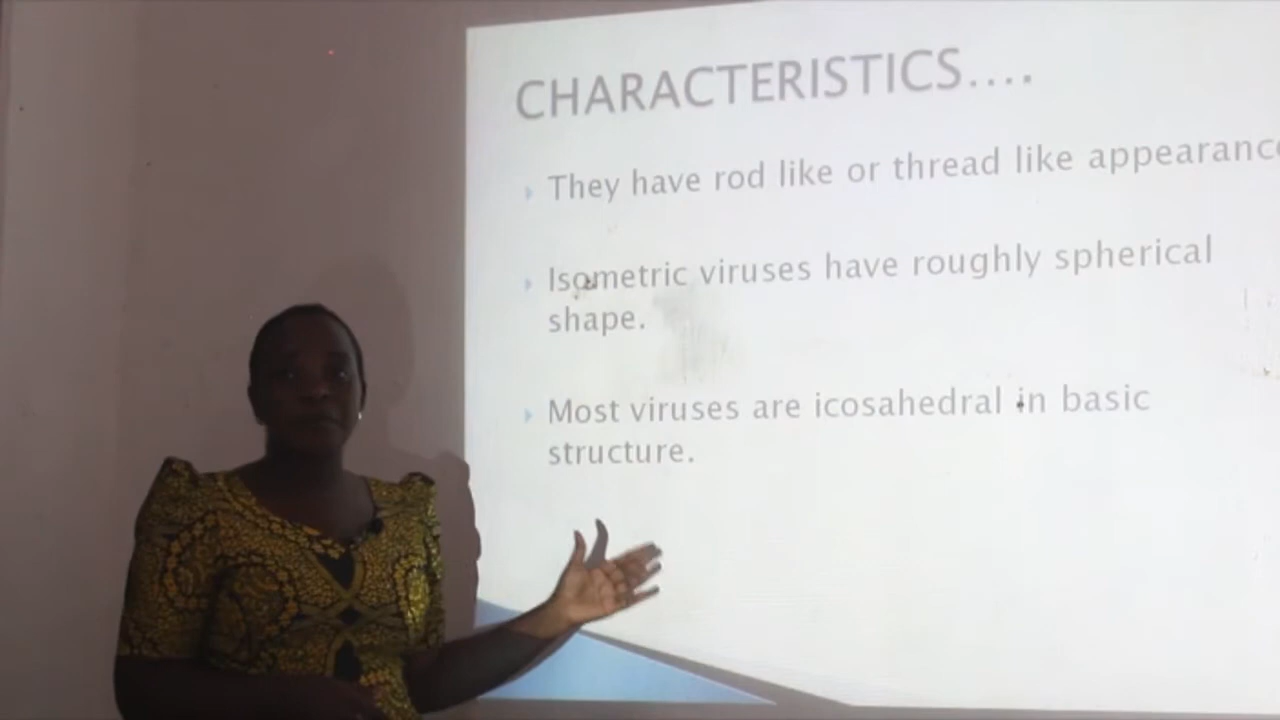 CHARACTERISTICS....
They have rod like or thread like appearance
Isometric viruses have roughly spherical
shape.
Most viruses are icosahedral in basic
structure.